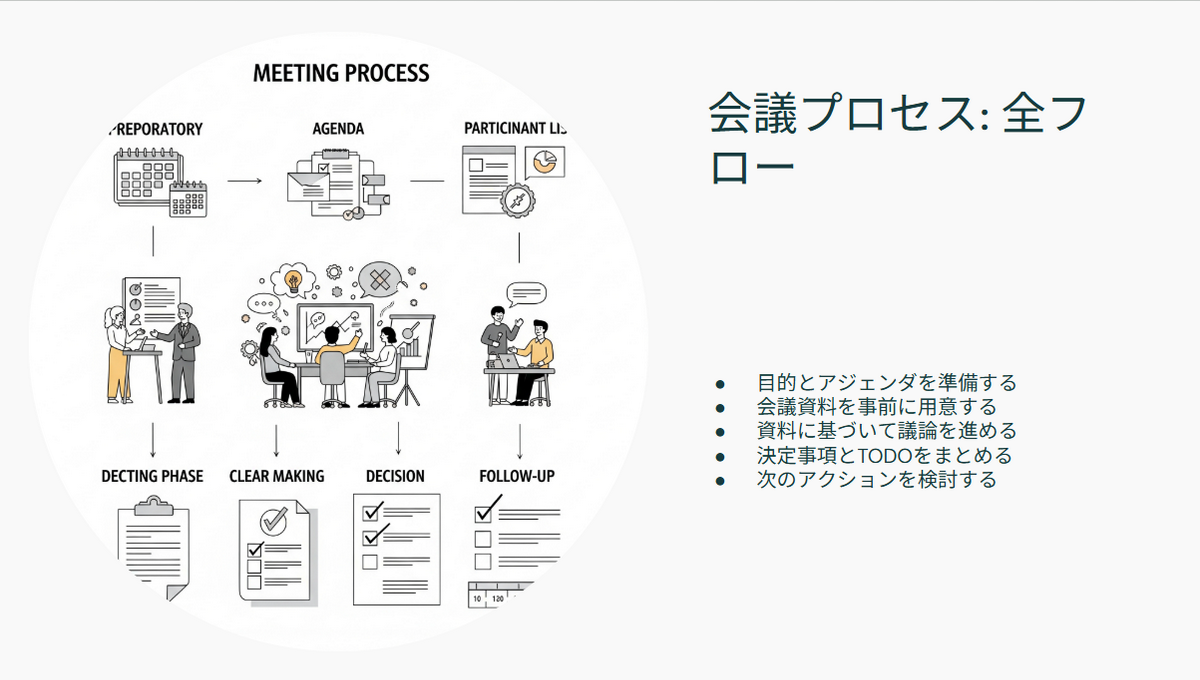 MEETING PROCESS
PREPORATORY
AGENDA
PARTICINANT LIS
会議プロセス: 全フ
ロー
目的とアジェンダを準備する
会議資料を事前に用意する
資料に基づいて議論を進める
決定事項とTODOをまとめる
次のアクションを検討する
DECTING PHASE
CLEAR MAKING
DECISION
FOLLOW-UP
10 120